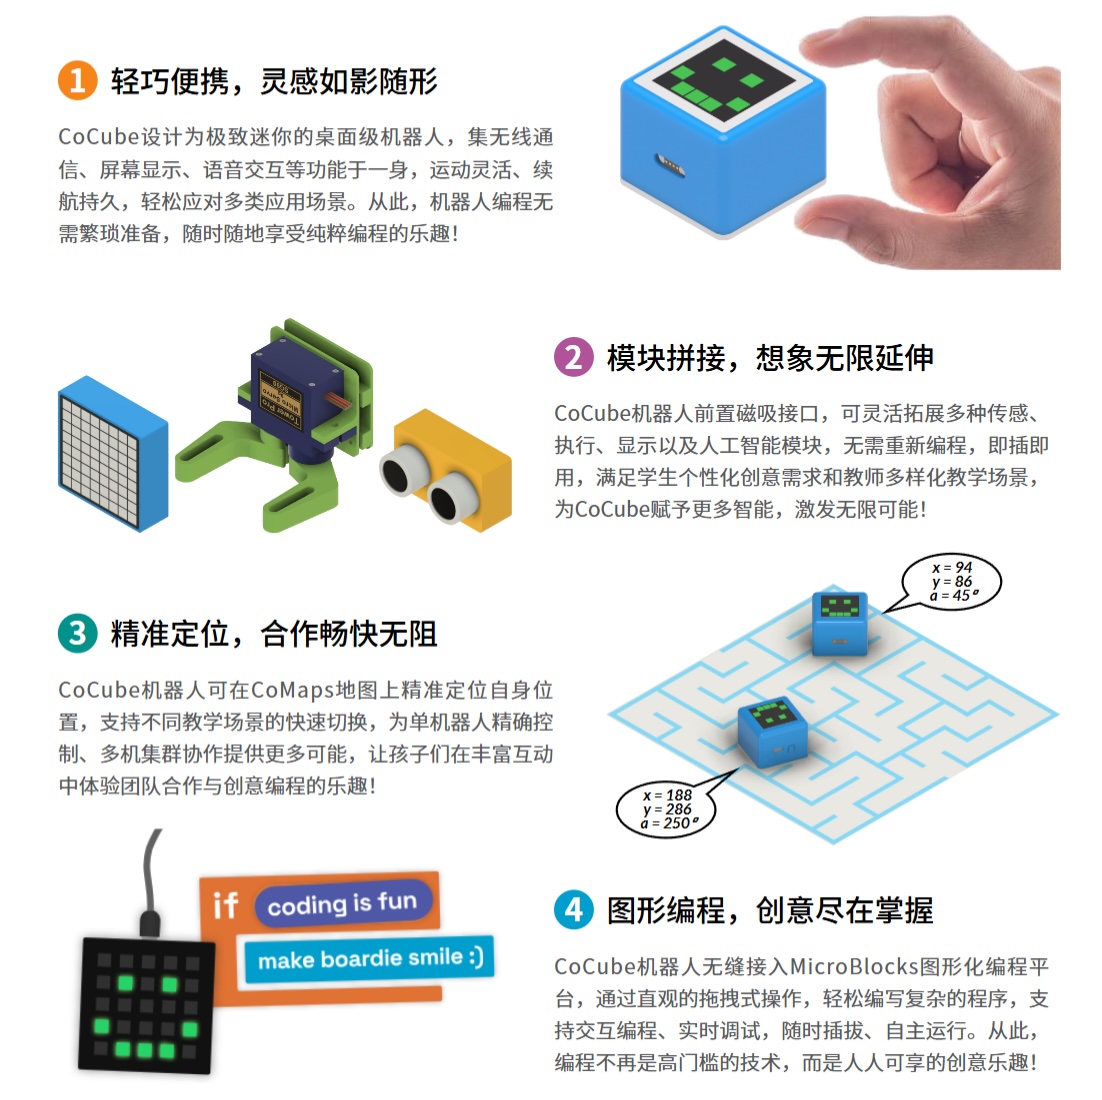 1 轻巧便携，灵感如影随形
CoCube设计为极致迷你的桌面级机器人，集无线通
信、屏幕显示、语音交互等功能于一身，运动灵活、续
航持久，轻松应对多类应用场景。从此，机器人编程无
需繁琐准备，随时随地享受纯粹编程的乐趣！
Tower Pro
Micro Servo
SG90
2 模块拼接，想象无限延伸
CoCube机器人前置磁吸接口，可灵活拓展多种传感、
执行、显示以及人工智能模块，无需重新编程，即插即
用，满足学生个性化创意需求和教师多样化教学场景，
为CoCube赋予更多智能，激发无限可能！
3 精准定位，合作畅快无阻
CoCube机器人可在CoMaps地图上精准定位自身位
置，支持不同教学场景的快速切换，为单机器人精确控
制、多机集群协作提供更多可能，让孩子们在丰富互动
中体验团队合作与创意编程的乐趣！
x = 94
y = 86
a = 45°
x = 188
y = 286
a = 250°
if coding is fun
make boardie smile :)
4 图形编程，创意尽在掌握
CoCube机器人无缝接入MicroBlocks图形化编程平
台，通过直观的拖拽式操作，轻松编写复杂的程序，支
持交互编程、实时调试，随时插拔、自主运行。从此，
编程不再是高门槛的技术，而是人人可享的创意乐趣！